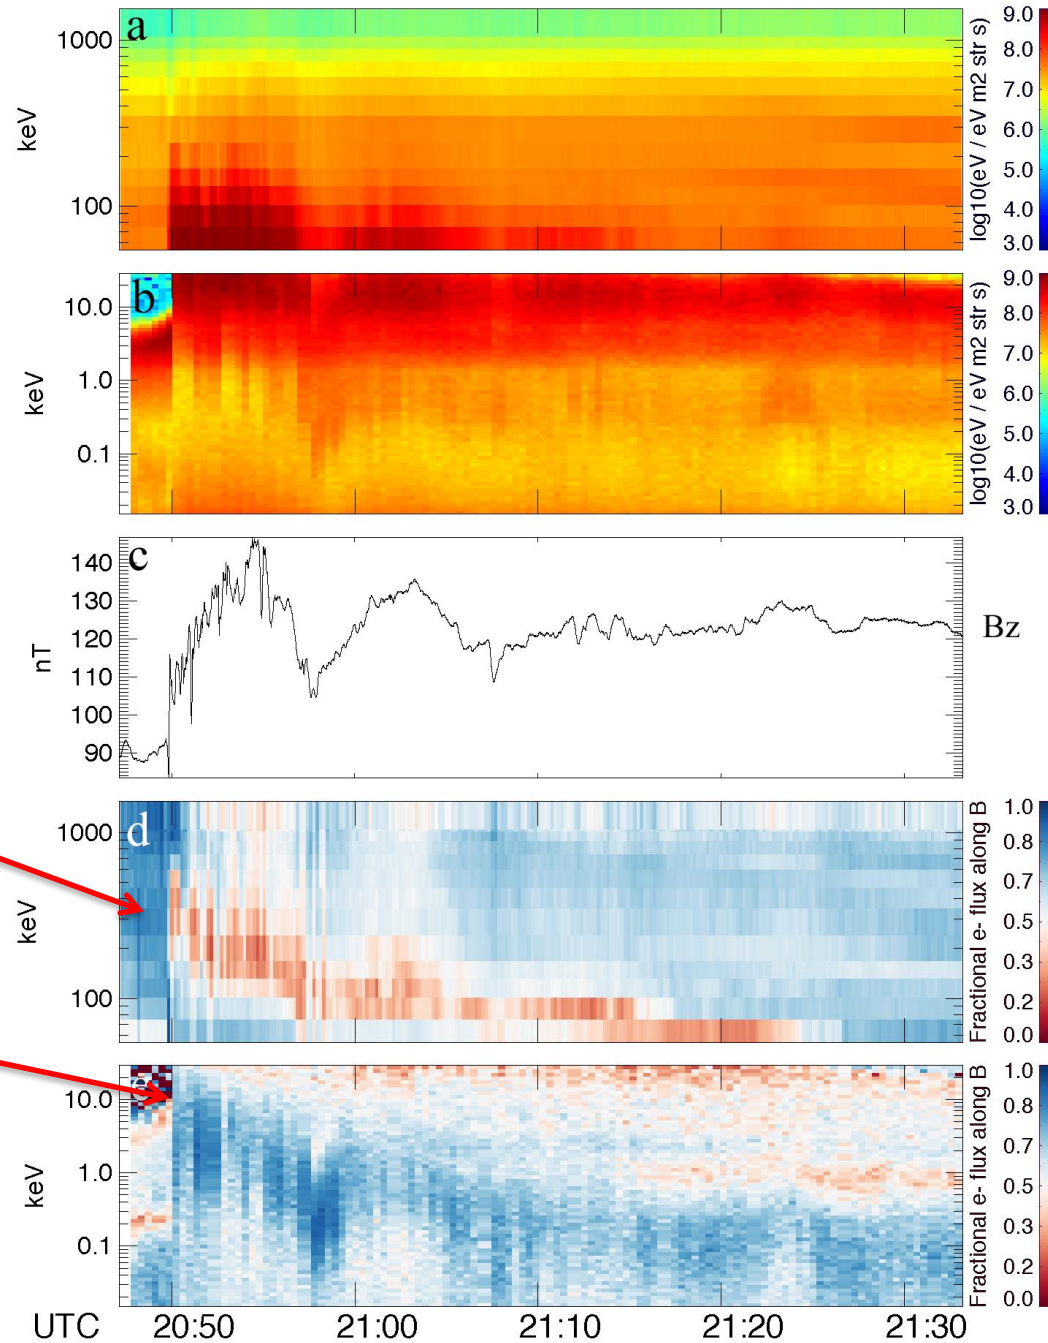 a
1000
100
keV
9.0
8.0
7.0
6.0
5.0
4.0
3.0
log10(eV / eV m2 str s)
b
10.0
1.0
0.1
keV
9.0
8.0
7.0
6.0
5.0
4.0
3.0
log10(eV / eV m2 str s)
c
140
130
120
110
100
90
nT
Bz
d
1000
100
keV
1.0
0.8
0.7
0.5
0.3
0.2
0.0
Fractional e- flux along B
e
10.0
1.0
0.1
keV
1.0
0.8
0.7
0.5
0.3
0.2
0.0
Fractional e- flux along B
UTC 20:50 21:00 21:10 21:20 21:30